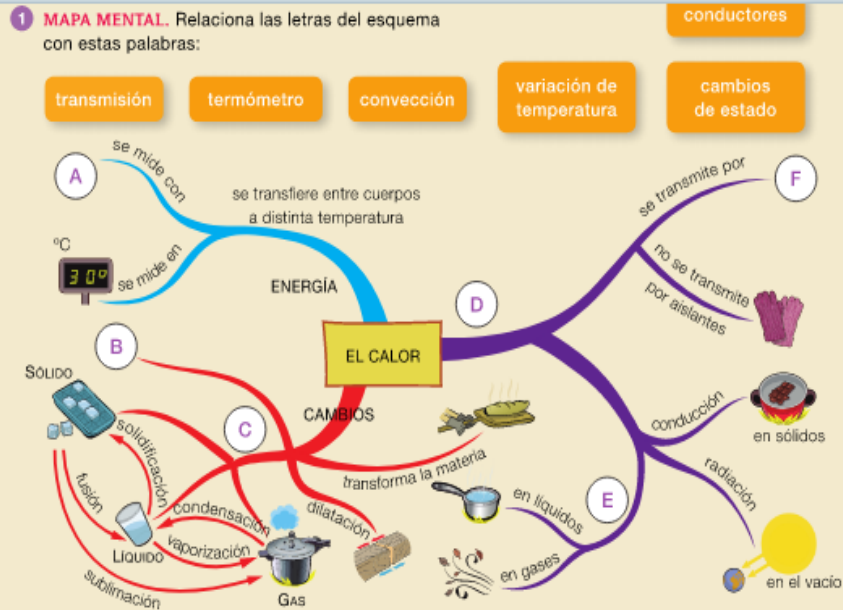 1 MAPA MENTAL. Relaciona las letras del esquema
con estas palabras:
conductores
transmisión
termómetro
convección
variación de
temperatura
cambios
de estado
A
se mide con
se transfiere entre cuerpos
a distinta temperatura
se transmite por
F
ºC
30º
se mide en
ENERGÍA
no se transmite
por aislantes
D
B
EL CALOR
SÓLIDO
CAMBIOS
C
solidificación
fusión
condensación
vaporización
LÍQUIDO
sublimación
GAS
dilatación
transforma la materia
conducción
en sólidos
radiación
E
en líquidos
en gases
en el vacío